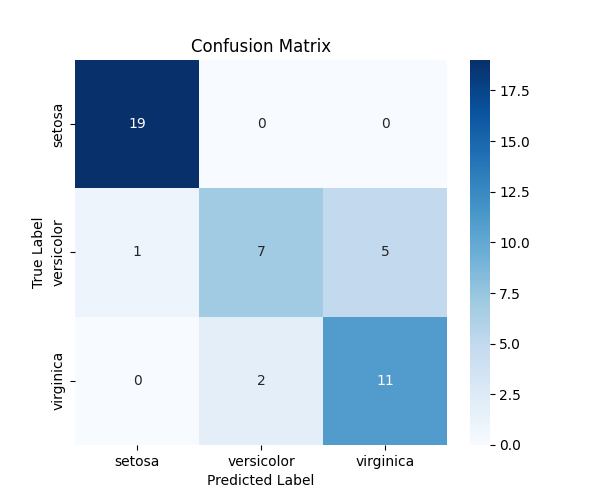 Confusion Matrix
True Label
setosa
versicolor
virginica
19 0 0
1 7 5
0 2 11
setosa versicolor virginica
Predicted Label
17.5
15.0
12.5
10.0
7.5
5.0
2.5
0.0